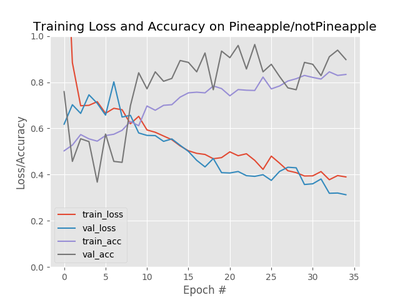 Training Loss and Accuracy on Pineapple/notPineapple
1.0
0.8
0.6
0.4
0.2
0.0
Loss/Accuracy
train_loss
val_loss
train_acc
val_acc
0 5 10 15 20 25 30 35
Epoch #